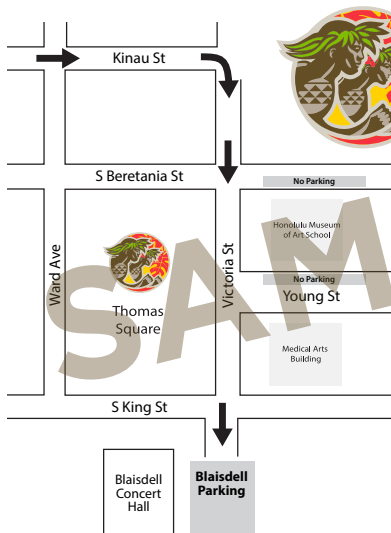 Kinau St
S Beretania St
No Parking
Honolulu Museum
of Art School
Ward Ave
Victoria St
No Parking
Young St
Thomas
Square
SAM
Medical Arts
Building
S King St
Blaisdell
Concert
Hall
Blaisdell
Parking